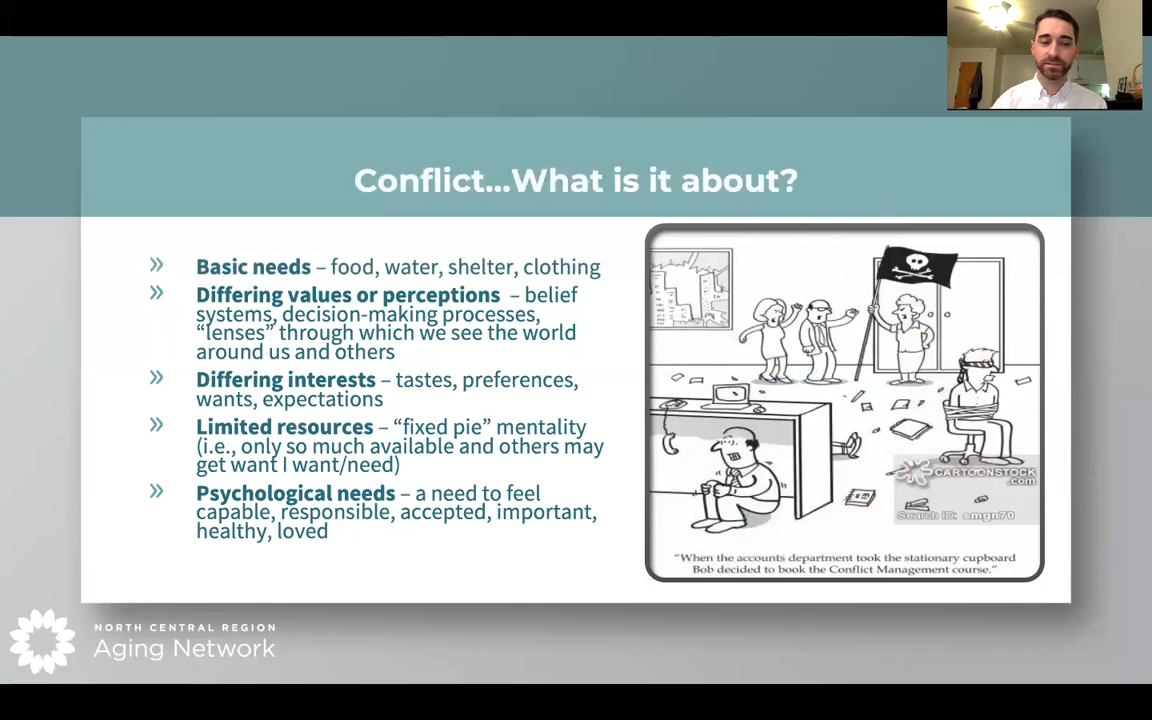 Conflict...What is it about?
» Basic needs – food, water, shelter, clothing
» Differing values or perceptions – belief
systems, decision-making processes,
“lenses” through which we see the world
around us and others
» Differing interests – tastes, preferences,
wants, expectations
» Limited resources – “fixed pie” mentality
(i.e., only so much available and others may
get want I want/need)
» Psychological needs – a need to feel
capable, responsible, accepted, important,
healthy, loved
CARTOONSTOCK
.com
Search ID: smgn70
“When the accounts department took the stationary cupboard
Bob decided to book the Conflict Management course.”
NORTH CENTRAL REGION
Aging Network